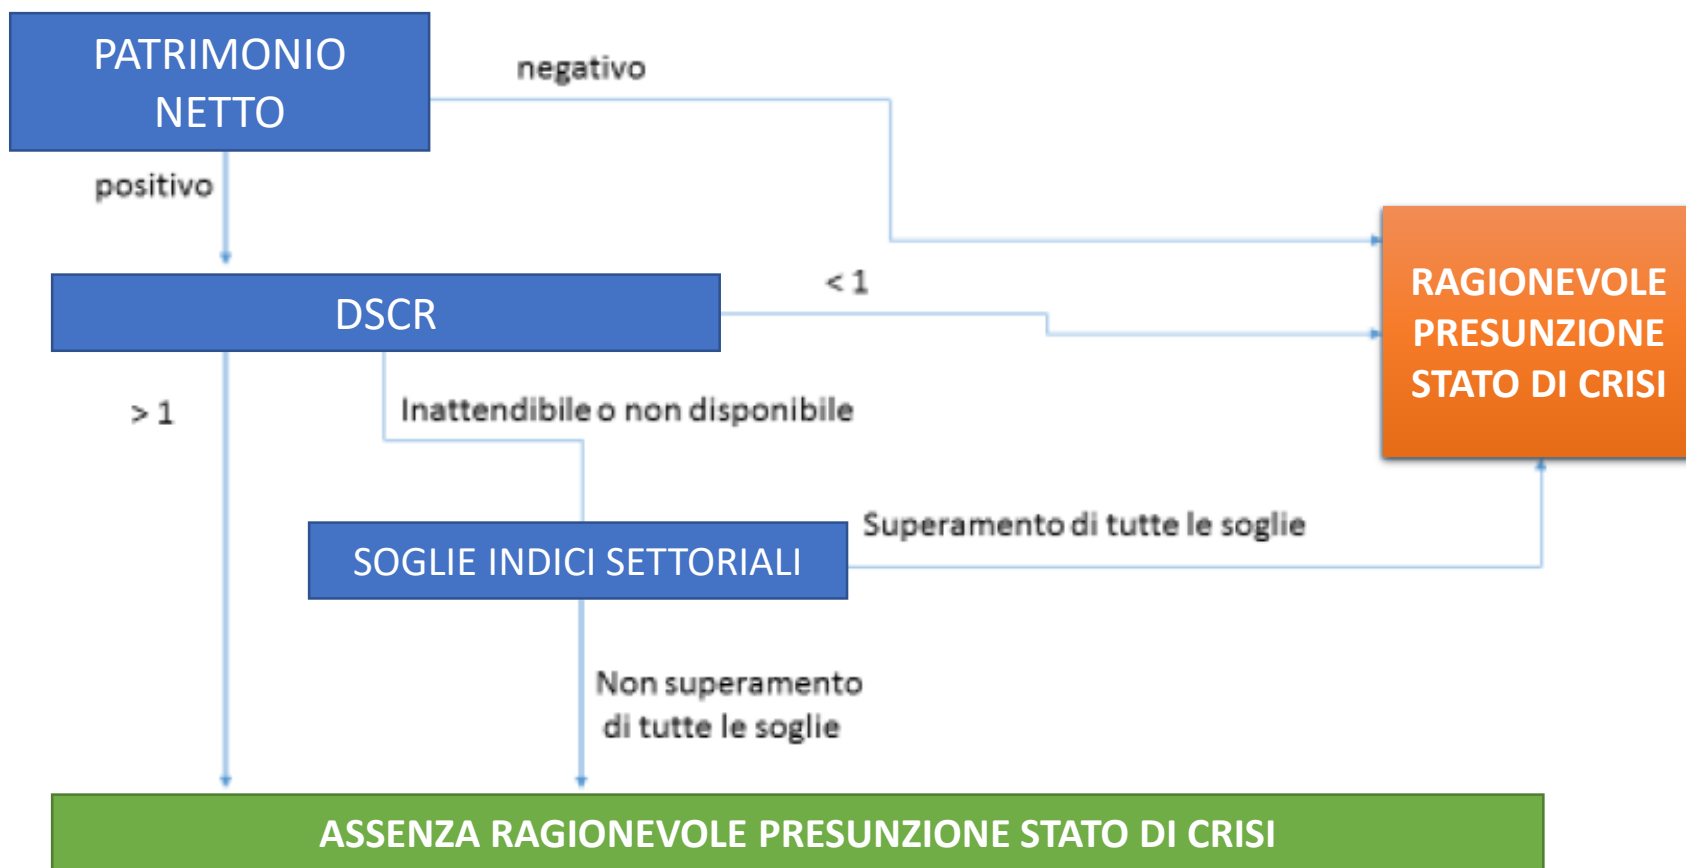 PATRIMONIO
NETTO
negativo
positivo
DSCR
< 1
RAGIONEVOLE
PRESUNZIONE
STATO DI CRISI
> 1
Inattendibile o non disponibile
SOGLIE INDICI SETTORIALI
Superamento di tutte le soglie
Non superamento
di tutte le soglie
ASSENZA RAGIONEVOLE PRESUNZIONE STATO DI CRISI